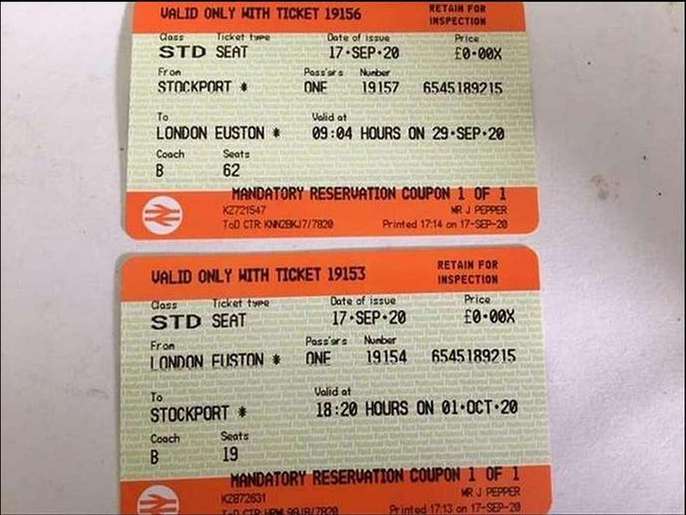 VALID ONLY WITH TICKET 19156 RETAIN FOR INSPECTION
Class Ticket type Date of issue Price
STD SEAT 17·SEP·20 £0·00X
From Pass'ers Number
STOCKPORT * ONE 19157 6545189215
To Valid at
LONDON EUSTON * 09:04 HOURS ON 29·SEP·20
Coach Seats
B 62
MANDATORY RESERVATION COUPON 1 OF 1
KZ721547 MR J PEPPER
ToD CTR: KNN2BKJ7/7820 Printed 17:14 on 17-SEP-20
VALID ONLY WITH TICKET 19153 RETAIN FOR INSPECTION
Class Ticket type Date of issue Price
STD SEAT 17·SEP·20 £0·00X
From Pass'ers Number
LONDON EUSTON * ONE 19154 6545189215
To Valid at
STOCKPORT * 18:20 HOURS ON 01·OCT·20
Coach Seats
B 19
MANDATORY RESERVATION COUPON 1 OF 1
KZ872631 MR J PEPPER
Printed 17:13 on 17-SEP-20